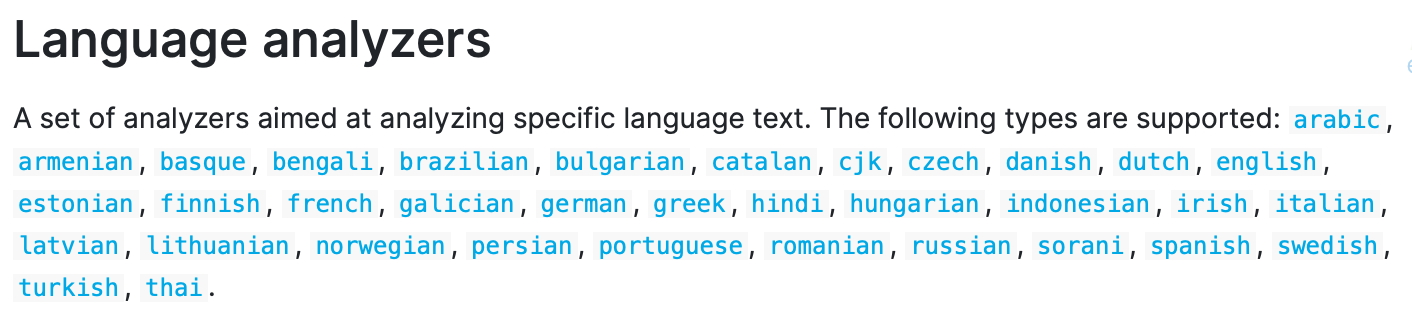 Language analyzers
A set of analyzers aimed at analyzing specific language text. The following types are supported: arabic,
armenian, basque, bengali, brazilian, bulgarian, catalan, cjk, czech, danish, dutch, english,
estonian, finnish, french, galician, german, greek, hindi, hungarian, indonesian, irish, italian,
latvian, lithuanian, norwegian, persian, portuguese, romanian, russian, sorani, spanish, swedish,
turkish, thai.